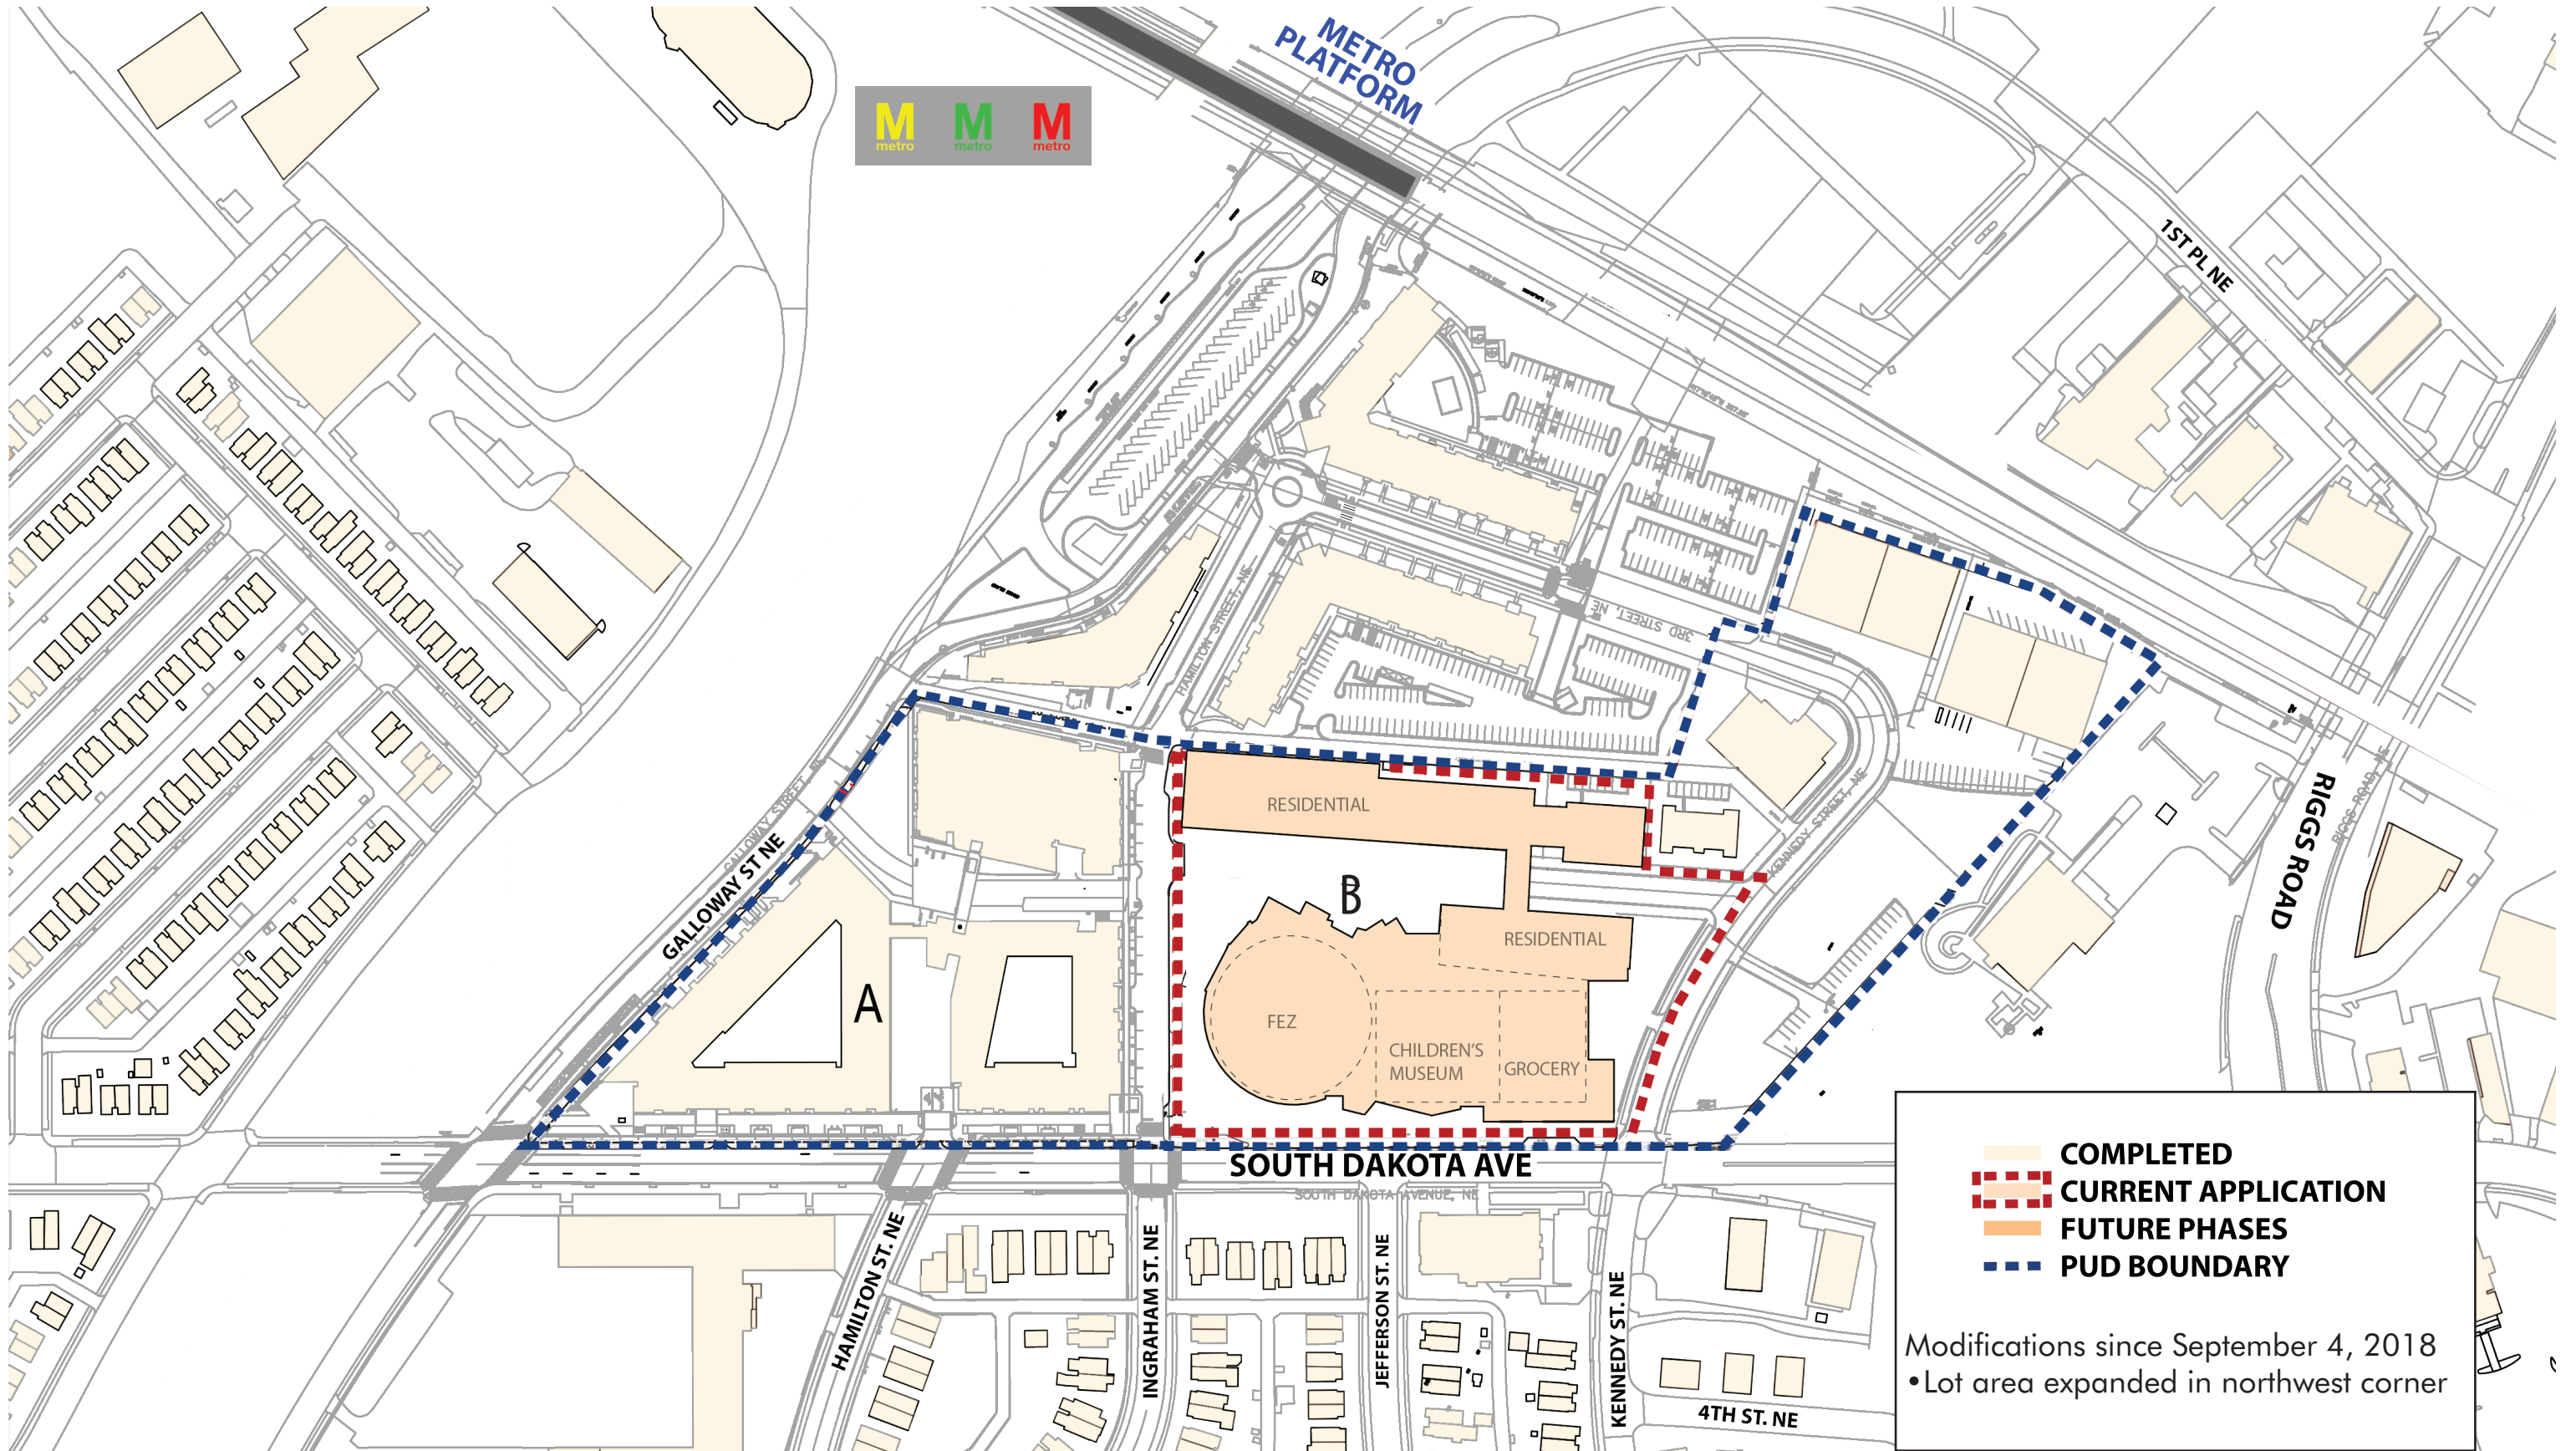 METRO
PLATFORM
M M M
metro metro metro
1ST PL NE
HAMILTON STREET, NE
3RD STREET, NE
GALLOWAY STREET, NE
GALLOWAY ST NE
KENNEDY STREET, NE
RIGGS ROAD
RIGGS ROAD, NE
RESIDENTIAL
B
RESIDENTIAL
A
FEZ
CHILDREN'S
MUSEUM
GROCERY
SOUTH DAKOTA AVE
SOUTH DAKOTA AVENUE, NE
HAMILTON ST. NE
INGRAHAM ST. NE
JEFFERSON ST. NE
KENNEDY ST. NE
4TH ST. NE
COMPLETED
CURRENT APPLICATION
FUTURE PHASES
PUD BOUNDARY
Modifications since September 4, 2018
•Lot area expanded in northwest corner